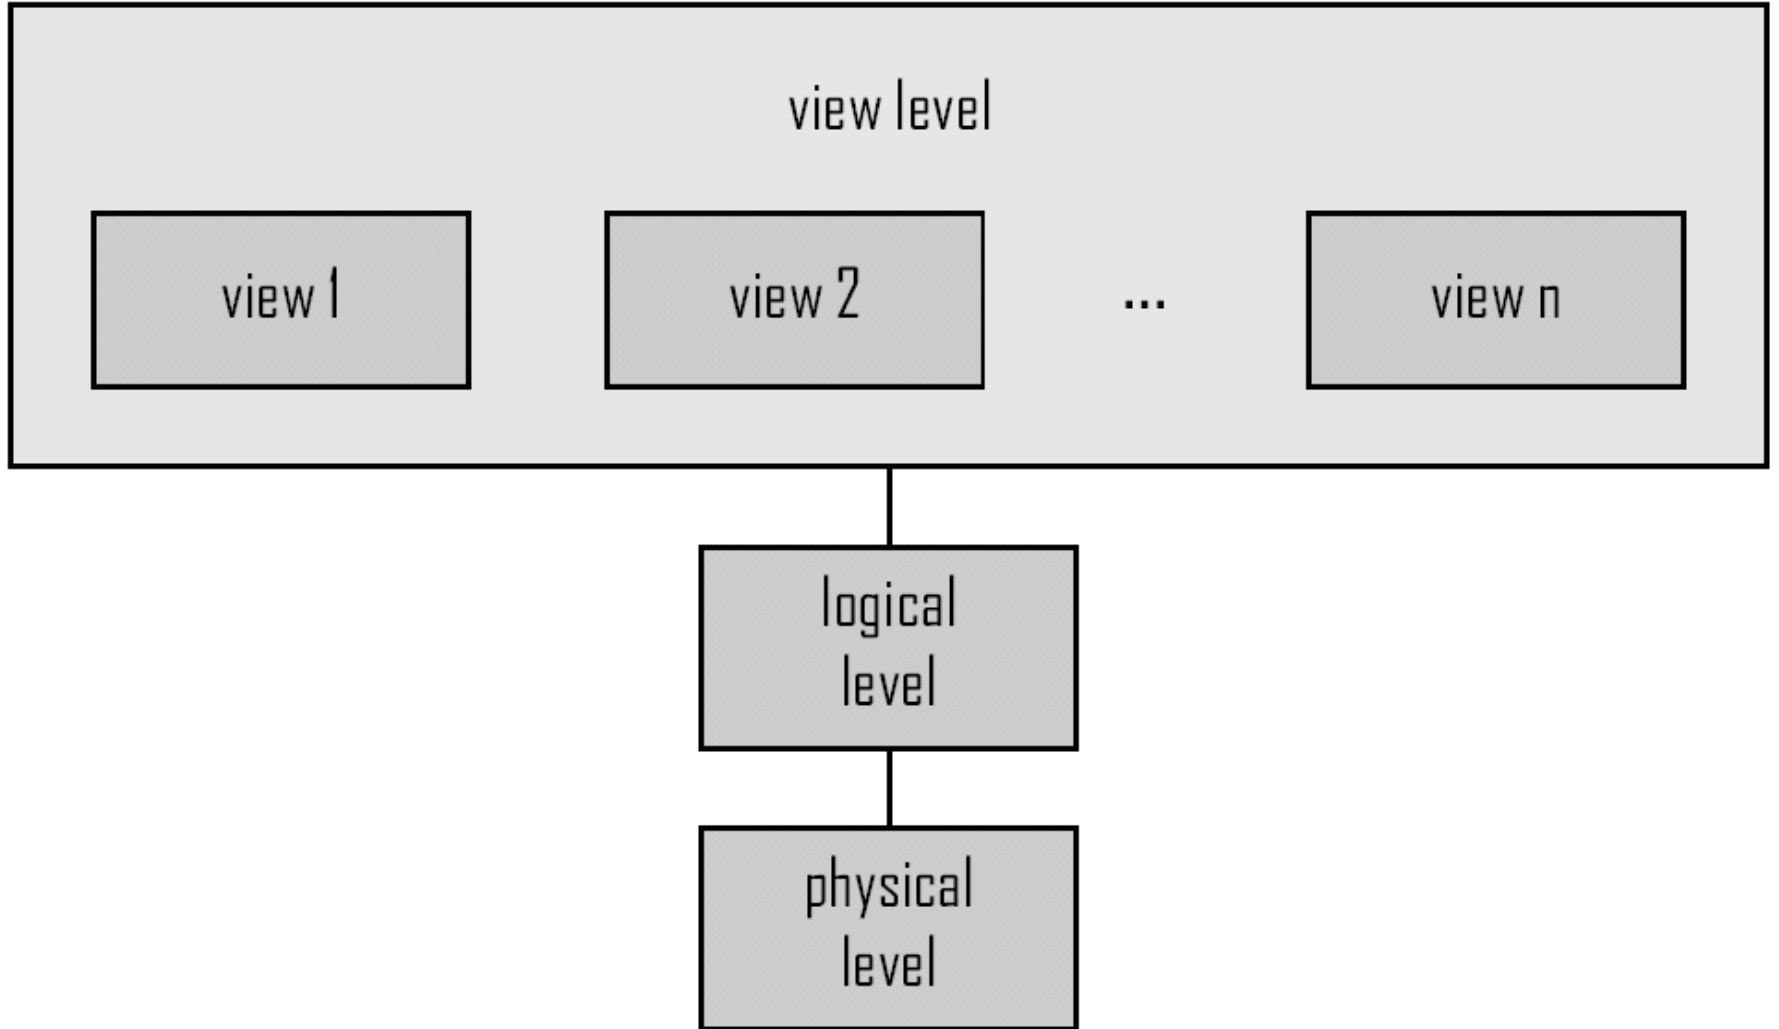 view level
view 1
view 2
...
view n
logical
level
physical
level